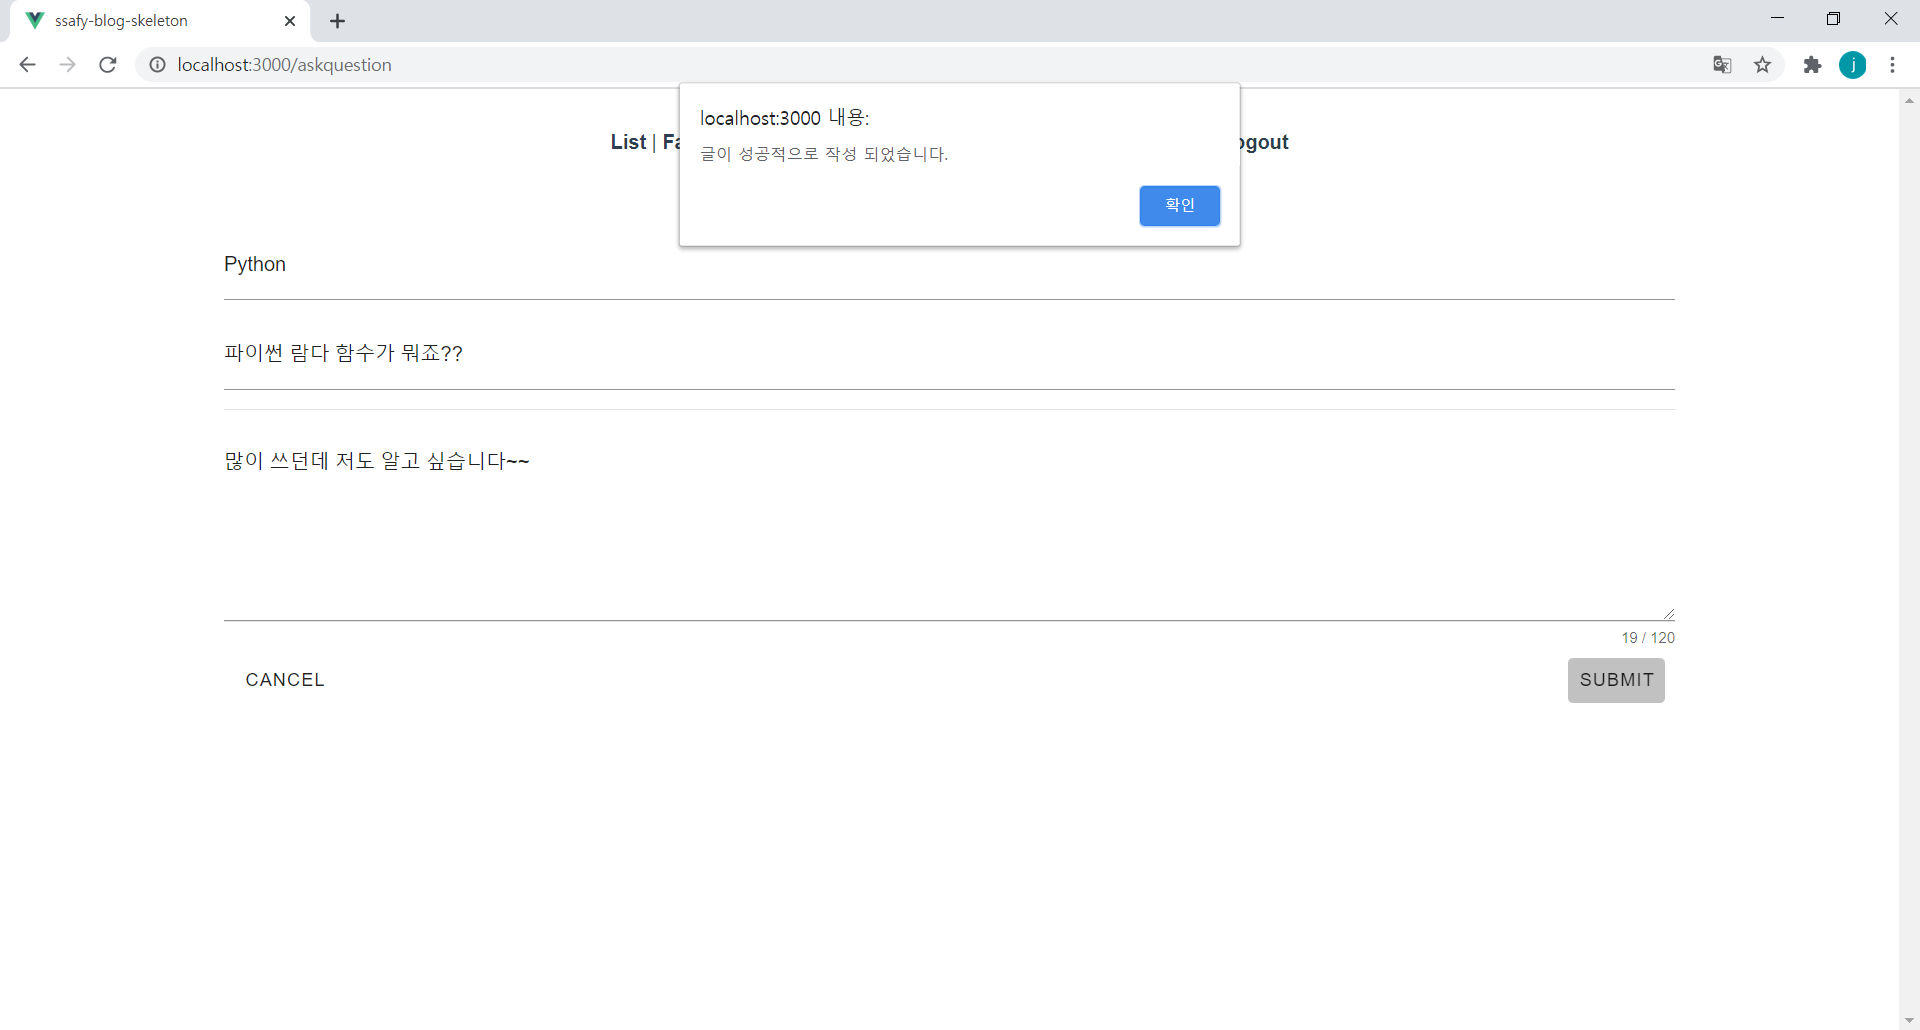 ssafy-blog-skeleton
localhost:3000/askquestion
j
localhost:3000 내용:
글이 성공적으로 작성 되었습니다.
확인
List |
Python
파이썬 람다 함수가 뭐죠??
많이 쓰던데 저도 알고 싶습니다~~
19 / 120
CANCEL
SUBMIT